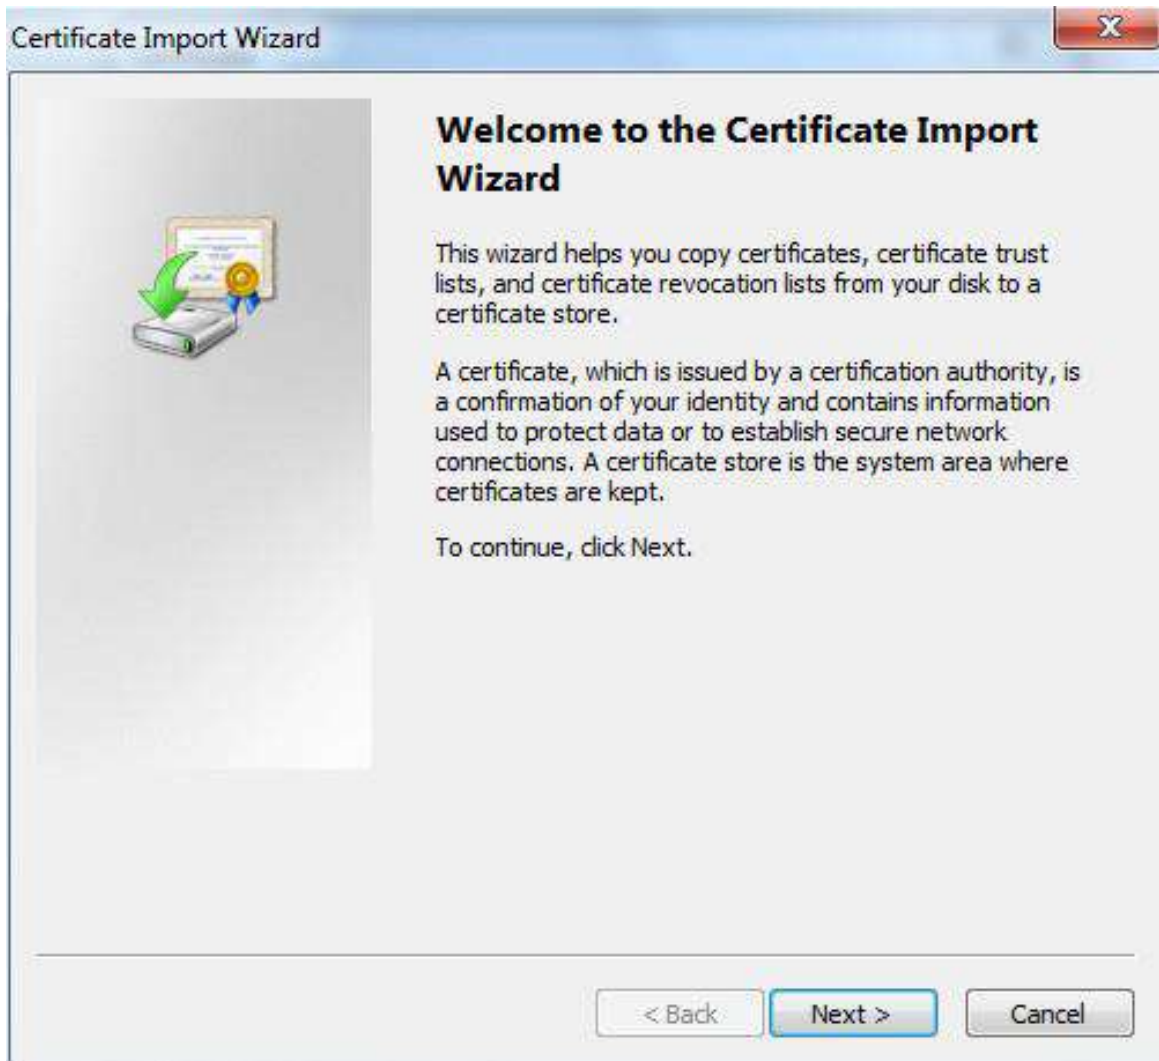 Certificate Import Wizard
Welcome to the Certificate Import
Wizard
This wizard helps you copy certificates, certificate trust
lists, and certificate revocation lists from your disk to a
certificate store.
A certificate, which is issued by a certification authority, is
a confirmation of your identity and contains information
used to protect data or to establish secure network
connections. A certificate store is the system area where
certificates are kept.
To continue, click Next.
< Back
Next >
Cancel